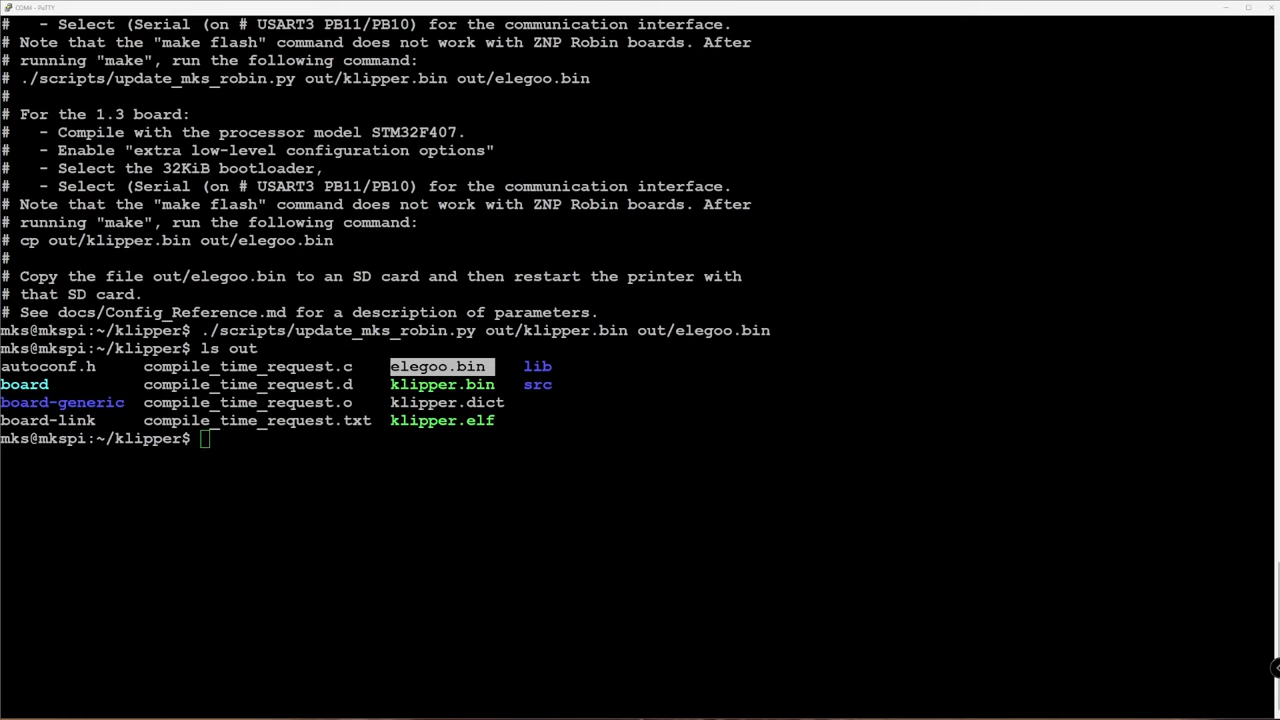 COM4 - PuTTY
#   - Select (Serial (on # USART3 PB11/PB10) for the communication interface.
# Note that the "make flash" command does not work with ZNP Robin boards. After
# running "make", run the following command:
# ./scripts/update_mks_robin.py out/klipper.bin out/elegoo.bin
#
# For the 1.3 board:
#   - Compile with the processor model STM32F407.
#   - Enable "extra low-level configuration options"
#   - Select the 32KiB bootloader,
#   - Select (Serial (on # USART3 PB11/PB10) for the communication interface.
# Note that the "make flash" command does not work with ZNP Robin boards. After
# running "make", run the following command:
# cp out/klipper.bin out/elegoo.bin
#
# Copy the file out/elegoo.bin to an SD card and then restart the printer with
# that SD card.
# See docs/Config_Reference.md for a description of parameters.
mks@mkspi:~/klipper$ ./scripts/update_mks_robin.py out/klipper.bin out/elegoo.bin
mks@mkspi:~/klipper$ ls out
autoconf.h     compile_time_request.c    elegoo.bin    lib
board          compile_time_request.d    klipper.bin   src
board-generic  compile_time_request.o    klipper.dict
board-link     compile_time_request.txt  klipper.elf
mks@mkspi:~/klipper$